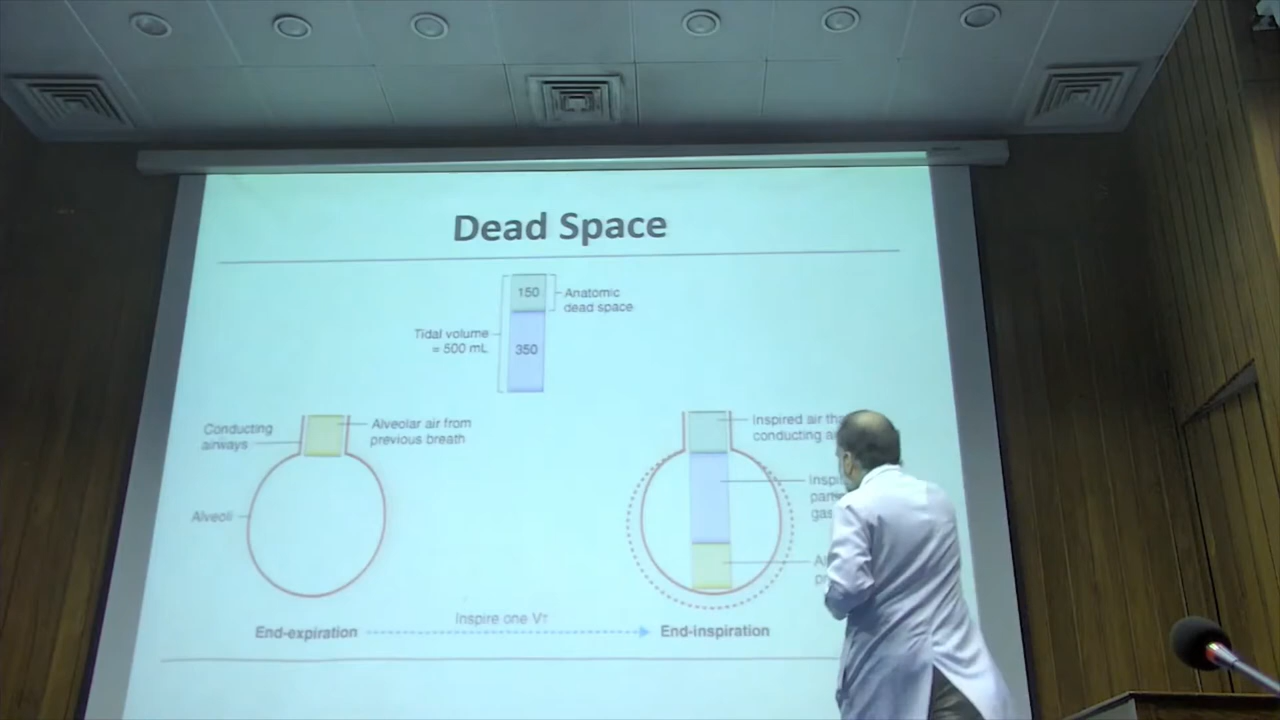 Dead Space
150
Anatomic
dead space
Tidal volume
= 500 mL
350
Conducting
airways
Alveolar air from
previous breath
Alveoli
Inspired air
conducting
End-expiration
Inspire one VT
End-inspiration